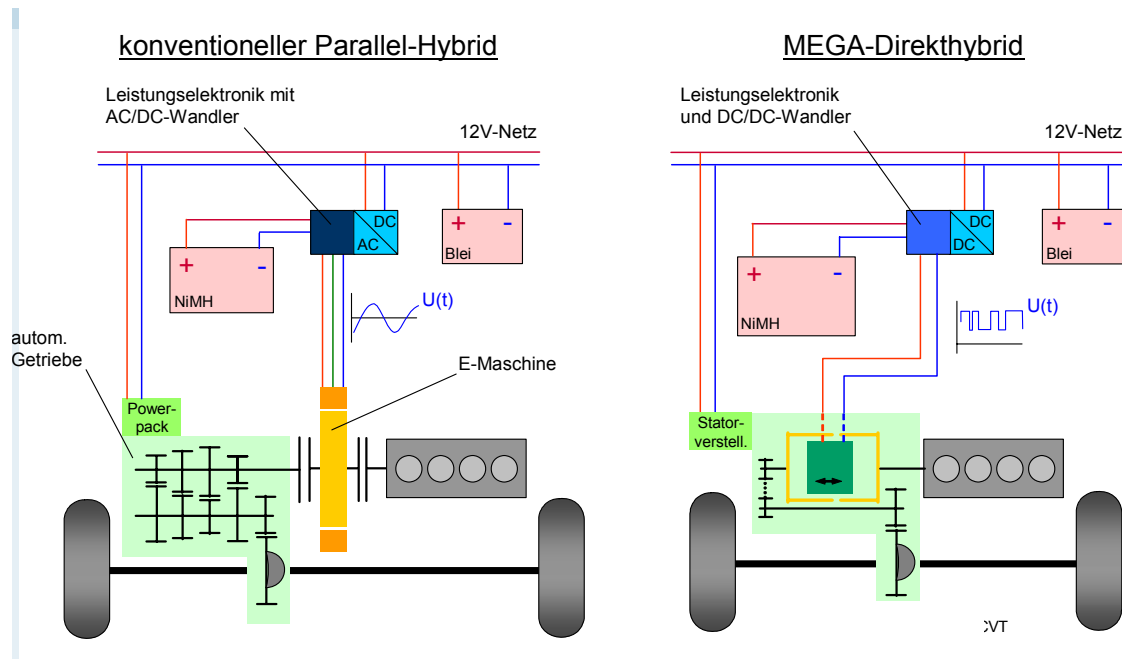 konventioneller Parallel-Hybrid
Leistungselektronik mit
AC/DC-Wandler
12V-Netz
DC
AC
+ -
Blei
+ -
NiMH
U(t)
autom.
Getriebe
E-Maschine
Power-
pack
MEGA-Direkthybrid
Leistungselektronik
und DC/DC-Wandler
12V-Netz
DC
DC
+ -
Blei
+ -
NiMH
U(t)
Stator-
verstell.